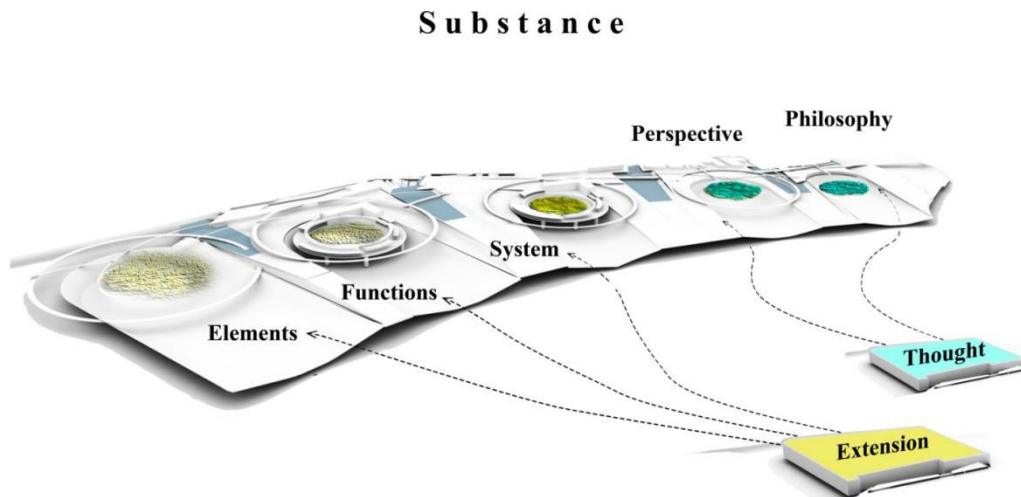 Substance
Philosophy
Perspective
System
Functions
Elements
Thought
Extension